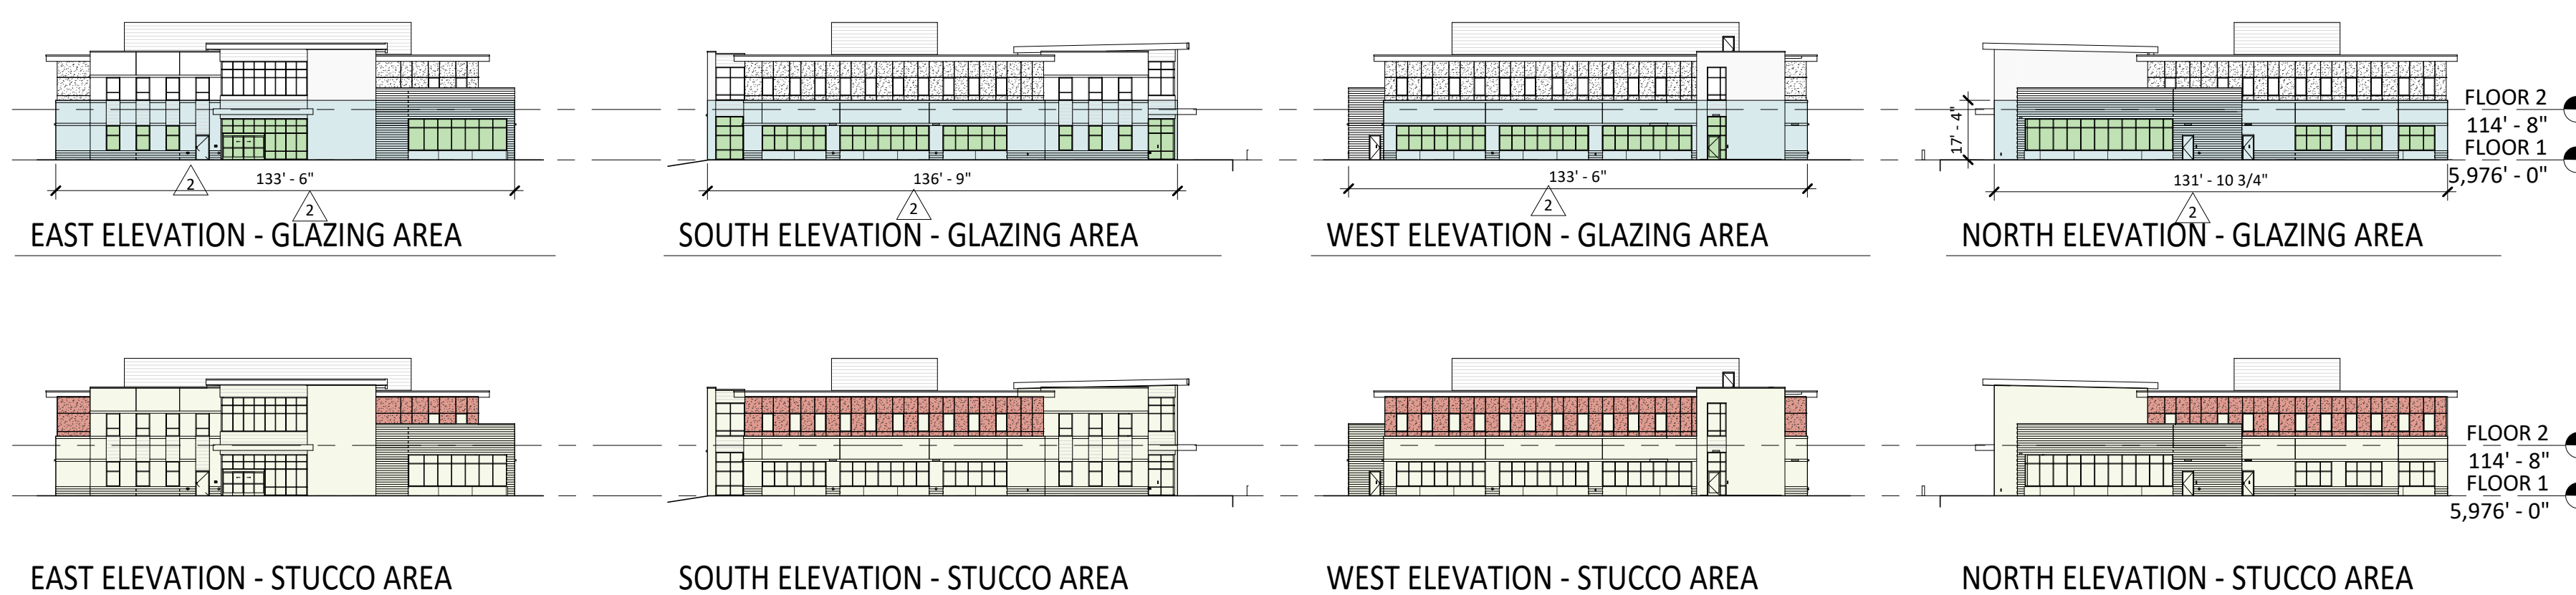 133' - 6"
2
2
EAST ELEVATION - GLAZING AREA
136' - 9"
2
SOUTH ELEVATION - GLAZING AREA
133' - 6"
2
WEST ELEVATION - GLAZING AREA
17' - 4"
131' - 10 3/4"
2
NORTH ELEVATION - GLAZING AREA
FLOOR 2
114' - 8"
FLOOR 1
5,976' - 0"
EAST ELEVATION - STUCCO AREA
SOUTH ELEVATION - STUCCO AREA
WEST ELEVATION - STUCCO AREA
NORTH ELEVATION - STUCCO AREA
FLOOR 2
114' - 8"
FLOOR 1
5,976' - 0"